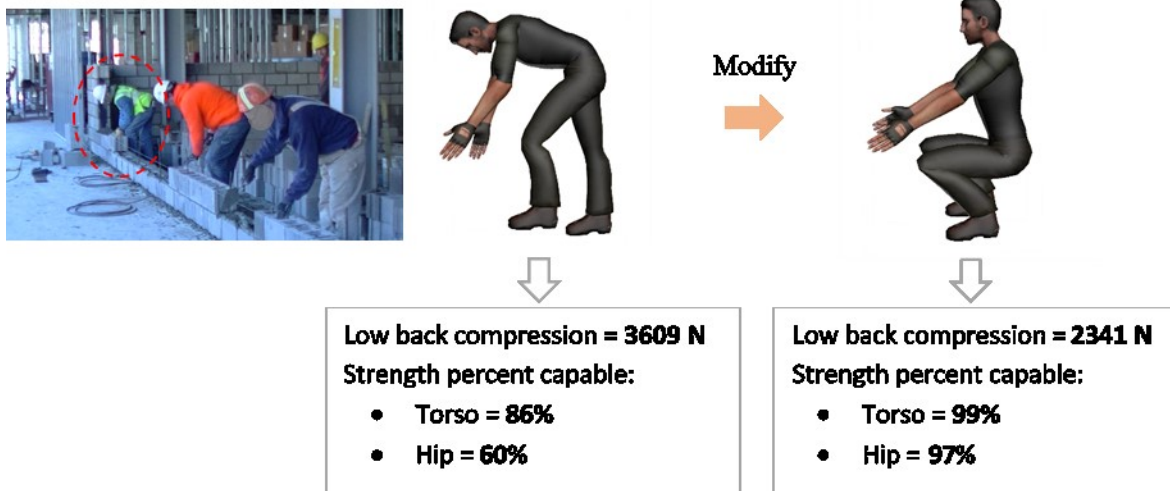 Modify
Low back compression = 3609 N
Strength percent capable:
• Torso = 86%
• Hip = 60%
Low back compression = 2341 N
Strength percent capable:
• Torso = 99%
• Hip = 97%